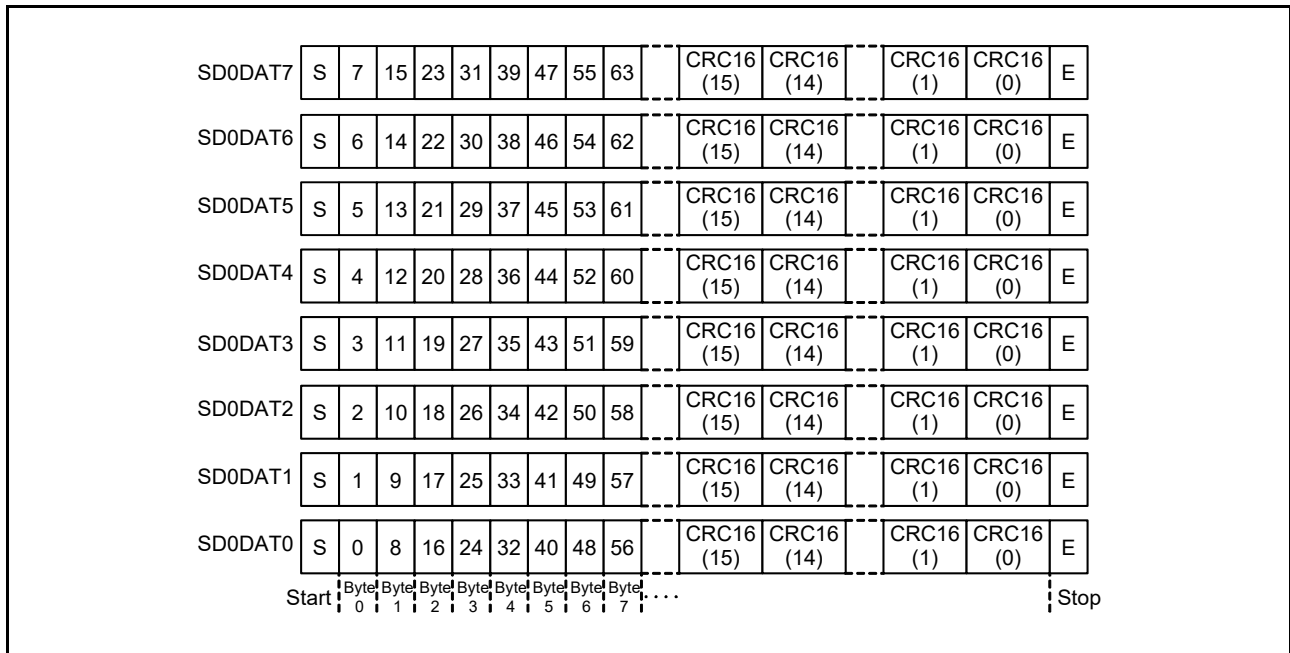 SD0DAT7 S 7 15 23 31 39 47 55 63 CRC16 (15) CRC16 (14) CRC16 (1) CRC16 (0) E
SD0DAT6 S 6 14 22 30 38 46 54 62 CRC16 (15) CRC16 (14) CRC16 (1) CRC16 (0) E
SD0DAT5 S 5 13 21 29 37 45 53 61 CRC16 (15) CRC16 (14) CRC16 (1) CRC16 (0) E
SD0DAT4 S 4 12 20 28 36 44 52 60 CRC16 (15) CRC16 (14) CRC16 (1) CRC16 (0) E
SD0DAT3 S 3 11 19 27 35 43 51 59 CRC16 (15) CRC16 (14) CRC16 (1) CRC16 (0) E
SD0DAT2 S 2 10 18 26 34 42 50 58 CRC16 (15) CRC16 (14) CRC16 (1) CRC16 (0) E
SD0DAT1 S 1 9 17 25 33 41 49 57 CRC16 (15) CRC16 (14) CRC16 (1) CRC16 (0) E
SD0DAT0 S 0 8 16 24 32 40 48 56 CRC16 (15) CRC16 (14) CRC16 (1) CRC16 (0) E
Start Byte 0 Byte 1 Byte 2 Byte 3 Byte 4 Byte 5 Byte 6 Byte 7 ···· Stop